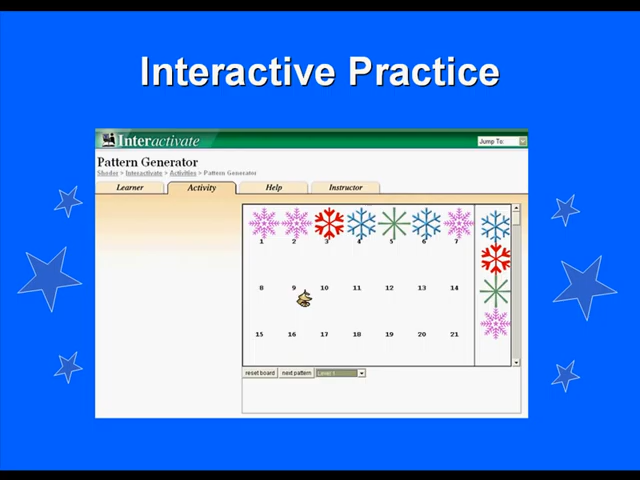 Interactive Practice
Interactivate
Jump To:
Pattern Generator
Shodor > Interactivate > Activities > Pattern Generator
Learner Activity Help Instructor
1 2 3 4 5 6 7
8 9 10 11 12 13 14
15 16 17 18 19 20 21
reset board next pattern Level 1